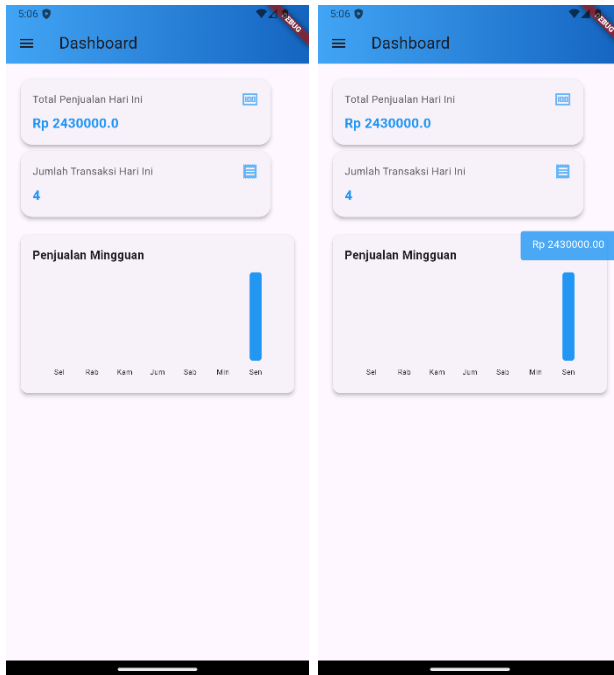 5:06
DEBUG
Dashboard
Total Penjualan Hari Ini
Rp 2430000.0
Jumlah Transaksi Hari Ini
4
Penjualan Mingguan
Sel Rab Kam Jum Sab Min Sen
5:06
DEBUG
Dashboard
Total Penjualan Hari Ini
Rp 2430000.0
Jumlah Transaksi Hari Ini
4
Rp 2430000.00
Penjualan Mingguan
Sel Rab Kam Jum Sab Min Sen